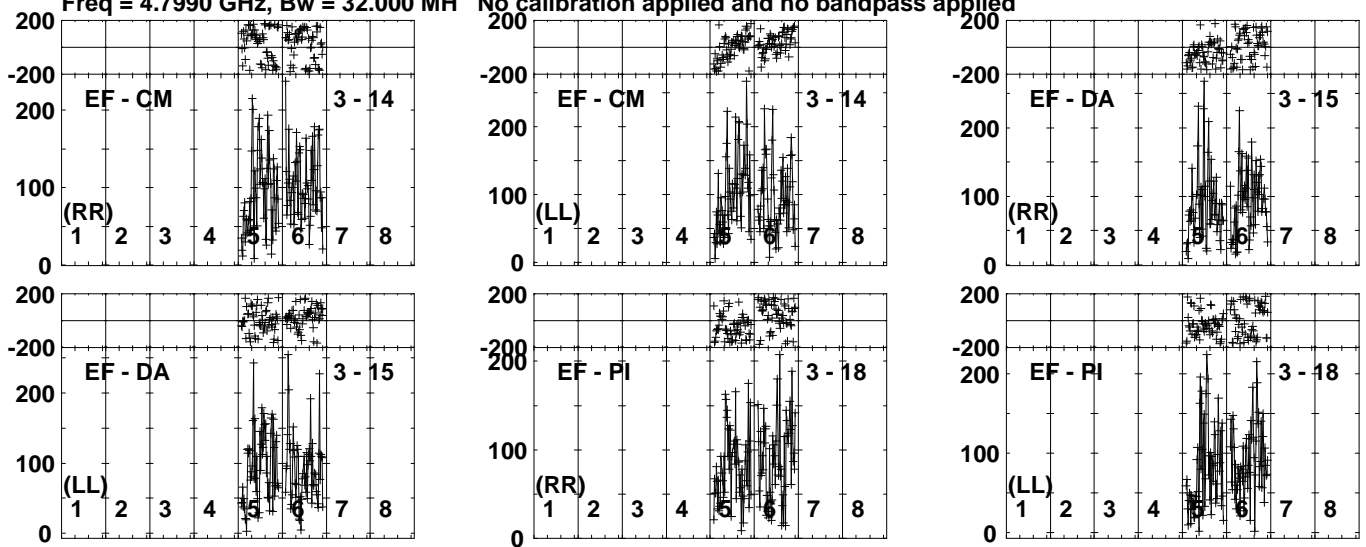 Freq = 4.7990 GHz, Bw = 32.000 MH No calibration applied and no bandpass applied
200 200 200
-200 -200 -200
EF - CM 3 - 14 EF - CM 3 - 14 EF - DA 3 - 15
200 200 200
100 100 100
(RR) (LL) (RR)
1 2 3 4 5 6 7 8 1 2 3 4 5 6 7 8 1 2 3 4 5 6 7 8
0 0 0
200 200 200
-200 -200 -200
EF - DA 3 - 15 EF - PI 3 - 18 EF - PI 3 - 18
200 200 200
100 100 100
(LL) (RR) (LL)
1 2 3 4 5 6 7 8 1 2 3 4 5 6 7 8 1 2 3 4 5 6 7 8
0 0 0